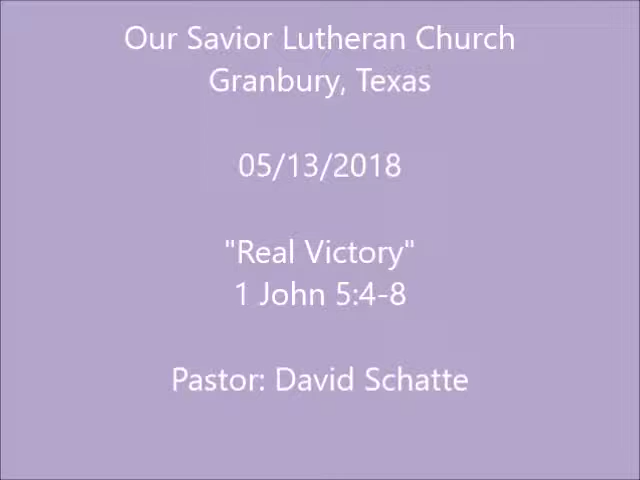 Our Savior Lutheran Church
Granbury, Texas
05/13/2018
"Real Victory"
1 John 5:4-8
Pastor: David Schatte